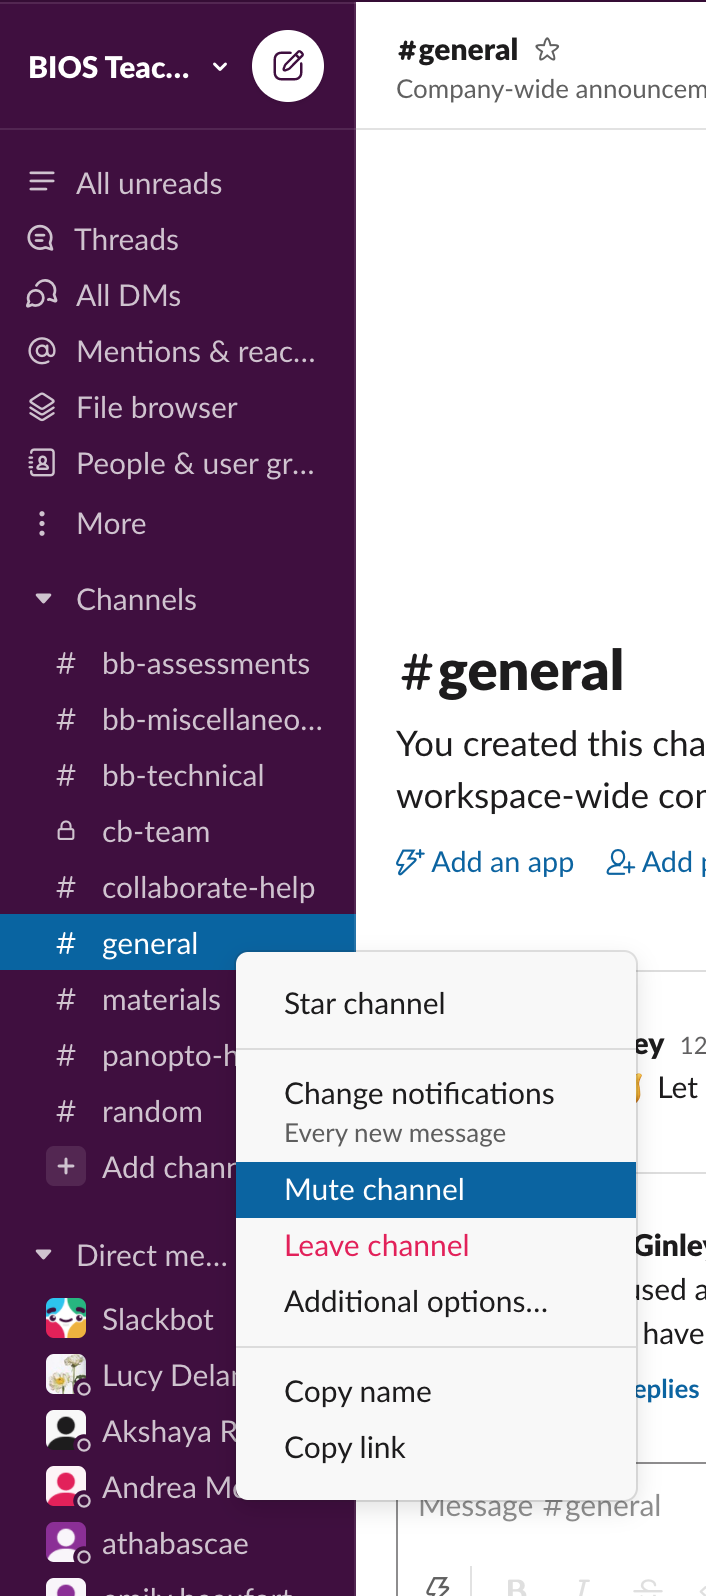 BIOS Teac...
#general
Company-wide announcem
All unreads
Threads
All DMs
Mentions & reac...
File browser
People & user gr...
More
Channels
# bb-assessments
# bb-miscellaneo...
# bb-technical
cb-team
# collaborate-help
# general
# materials
# panopto-h
# random
+ Add chann
Direct me...
Slackbot
Lucy Delar
Akshaya R
Andrea Mc
athabascae
Star channel
Change notifications
Every new message
Mute channel
Leave channel
Additional options...
Copy name
Copy link
#general
You created this cha
workspace-wide
Add an app
Add p
ey 12
Let
Ginley
used a
have
eplies
Message #general
B I S